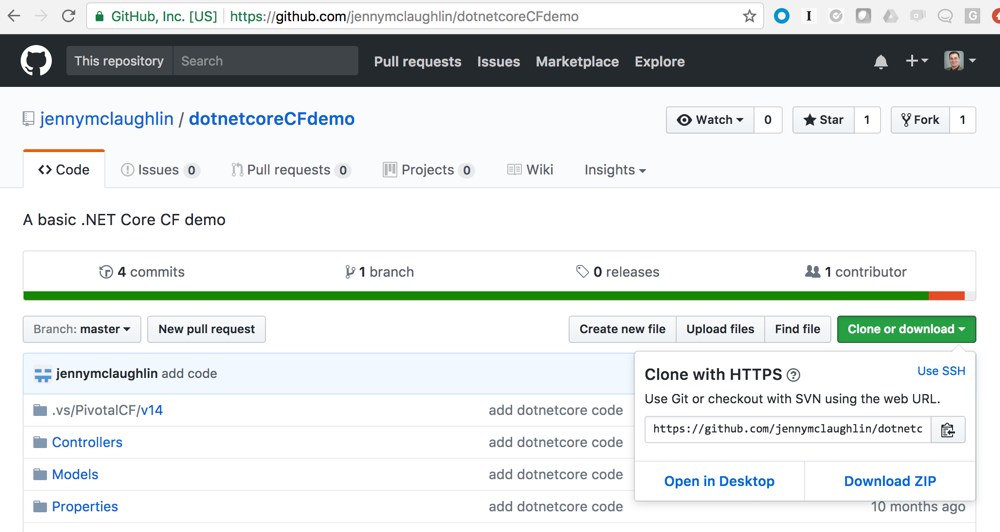 GitHub, Inc. [US] | https://github.com/jennymclaughlin/dotnetcoreCFdemo
This repository Search Pull requests Issues Marketplace Explore
jennymclaughlin / dotnetcoreCFdemo Watch 0 Star 1 Fork 1
Code Issues 0 Pull requests 0 Projects 0 Wiki Insights
A basic .NET Core CF demo
4 commits 1 branch 0 releases 1 contributor
Branch: master New pull request Create new file Upload files Find file Clone or download
jennymclaughlin add code
Clone with HTTPS ? Use SSH
Use Git or checkout with SVN using the web URL.
https://github.com/jennymclaughlin/dotnetc
Open in Desktop Download ZIP
.vs/PivotalCF/v14 add dotnetcore code
Controllers add dotnetcore code
Models add dotnetcore code
Properties add dotnetcore code 10 months ago